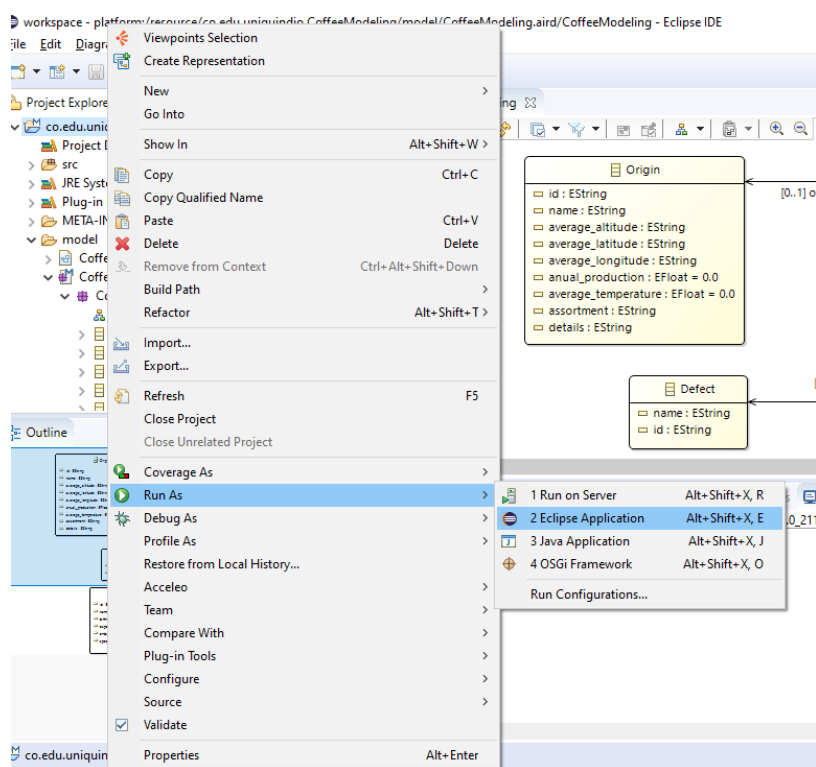 workspace - platform:/resource/co.edu.uniquindio.CoffeeModeling/model/CoffeeModeling.aird/CoffeeModeling - Eclipse IDE
File Edit Diagr
Project Explore
co.edu.unic
Project D
src
JRE Syst
Plug-in
META-IN
model
Coffe
Coffe
Co
Outline
co.edu.uniquin
Viewpoints Selection
Create Representation
New
Go Into
Show In Alt+Shift+W
Copy Ctrl+C
Copy Qualified Name
Paste Ctrl+V
Delete Delete
Remove from Context Ctrl+Alt+Shift+Down
Build Path
Refactor Alt+Shift+T
Import...
Export...
Refresh F5
Close Project
Close Unrelated Project
Coverage As
Run As
Debug As
Profile As
Restore from Local History...
Acceleo
Team
Compare With
Plug-in Tools
Configure
Source
Validate
Properties Alt+Enter
1 Run on Server Alt+Shift+X, R
2 Eclipse Application Alt+Shift+X, E
3 Java Application Alt+Shift+X, J
4 OSGi Framework Alt+Shift+X, O
Run Configurations...
ing
Origin
id : EString
name : EString
average_altitude : EString
average_latitude : EString
average_longitude : EString
anual_production : EFloat = 0.0
average_temperature : EFloat = 0.0
assortment : EString
details : EString
[0..1] o
Defect
name : EString
id : EString
.0_211